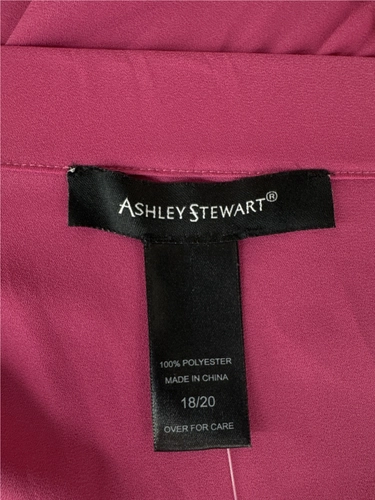 ASHLEY STEWART®
100% POLYESTER
MADE IN CHINA
18/20
OVER FOR CARE